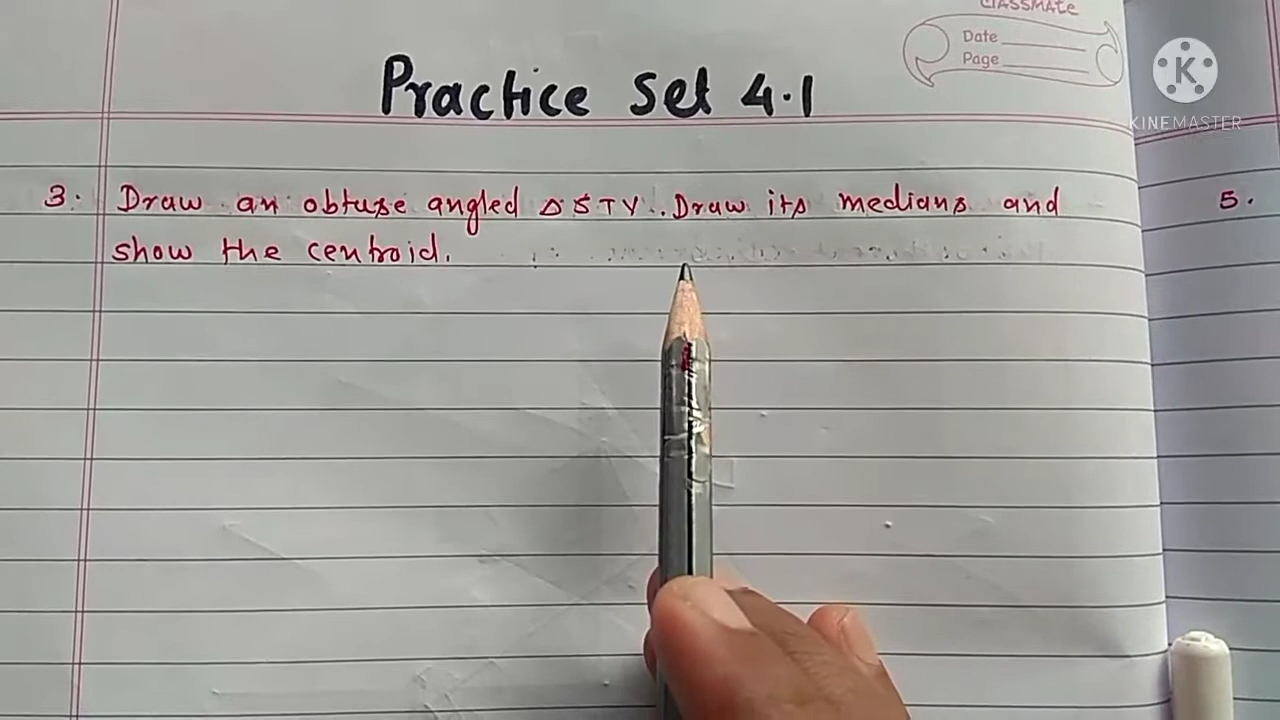 CLASSMATE
Date
Page
Practice Set 4.1
3. Draw an obtuse angled △STV. Draw its medians and
show the centroid.
5.
KINEMASTER